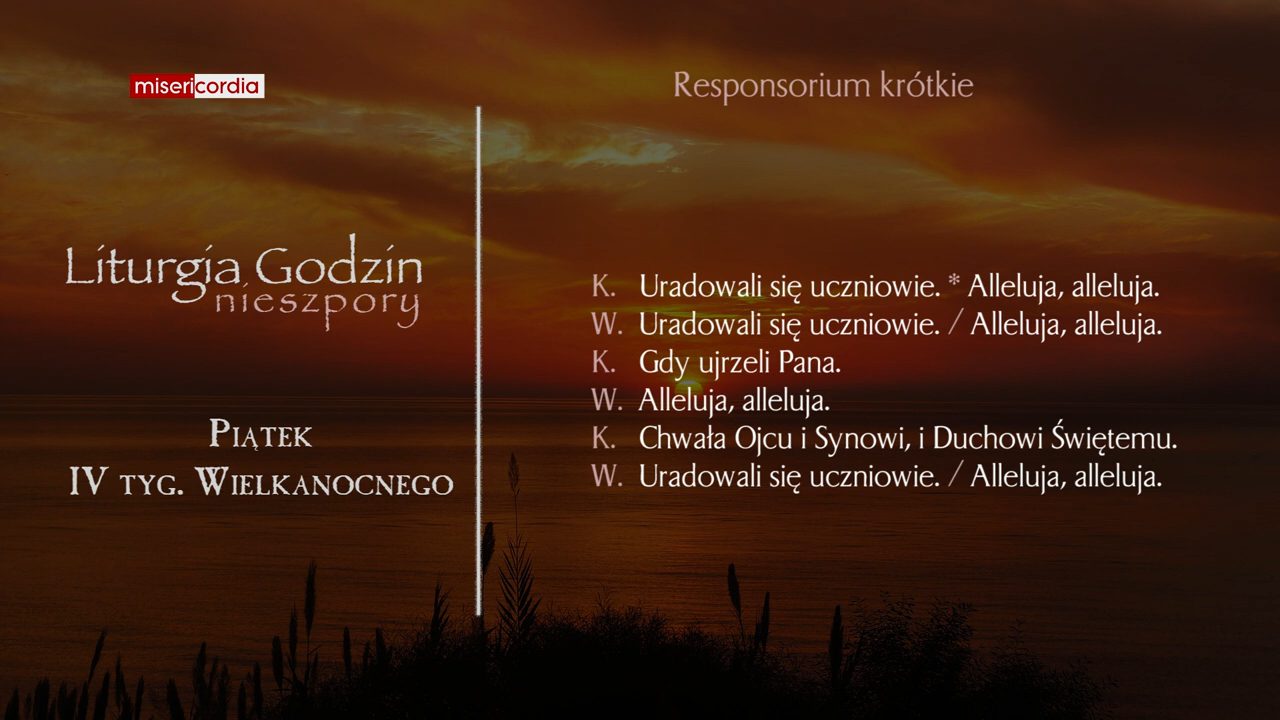 misericordia
Responsorium krótkie
Liturgia Godzin
nieszpory
Piątek
IV tyg. Wielkanocnego
K. Uradowali się uczniowie. * Alleluja, alleluja.
W. Uradowali się uczniowie. / Alleluja, alleluja.
K. Gdy ujrzeli Pana.
W. Alleluja, alleluja.
K. Chwała Ojcu i Synowi, i Duchowi Świętemu.
W. Uradowali się uczniowie. / Alleluja, alleluja.